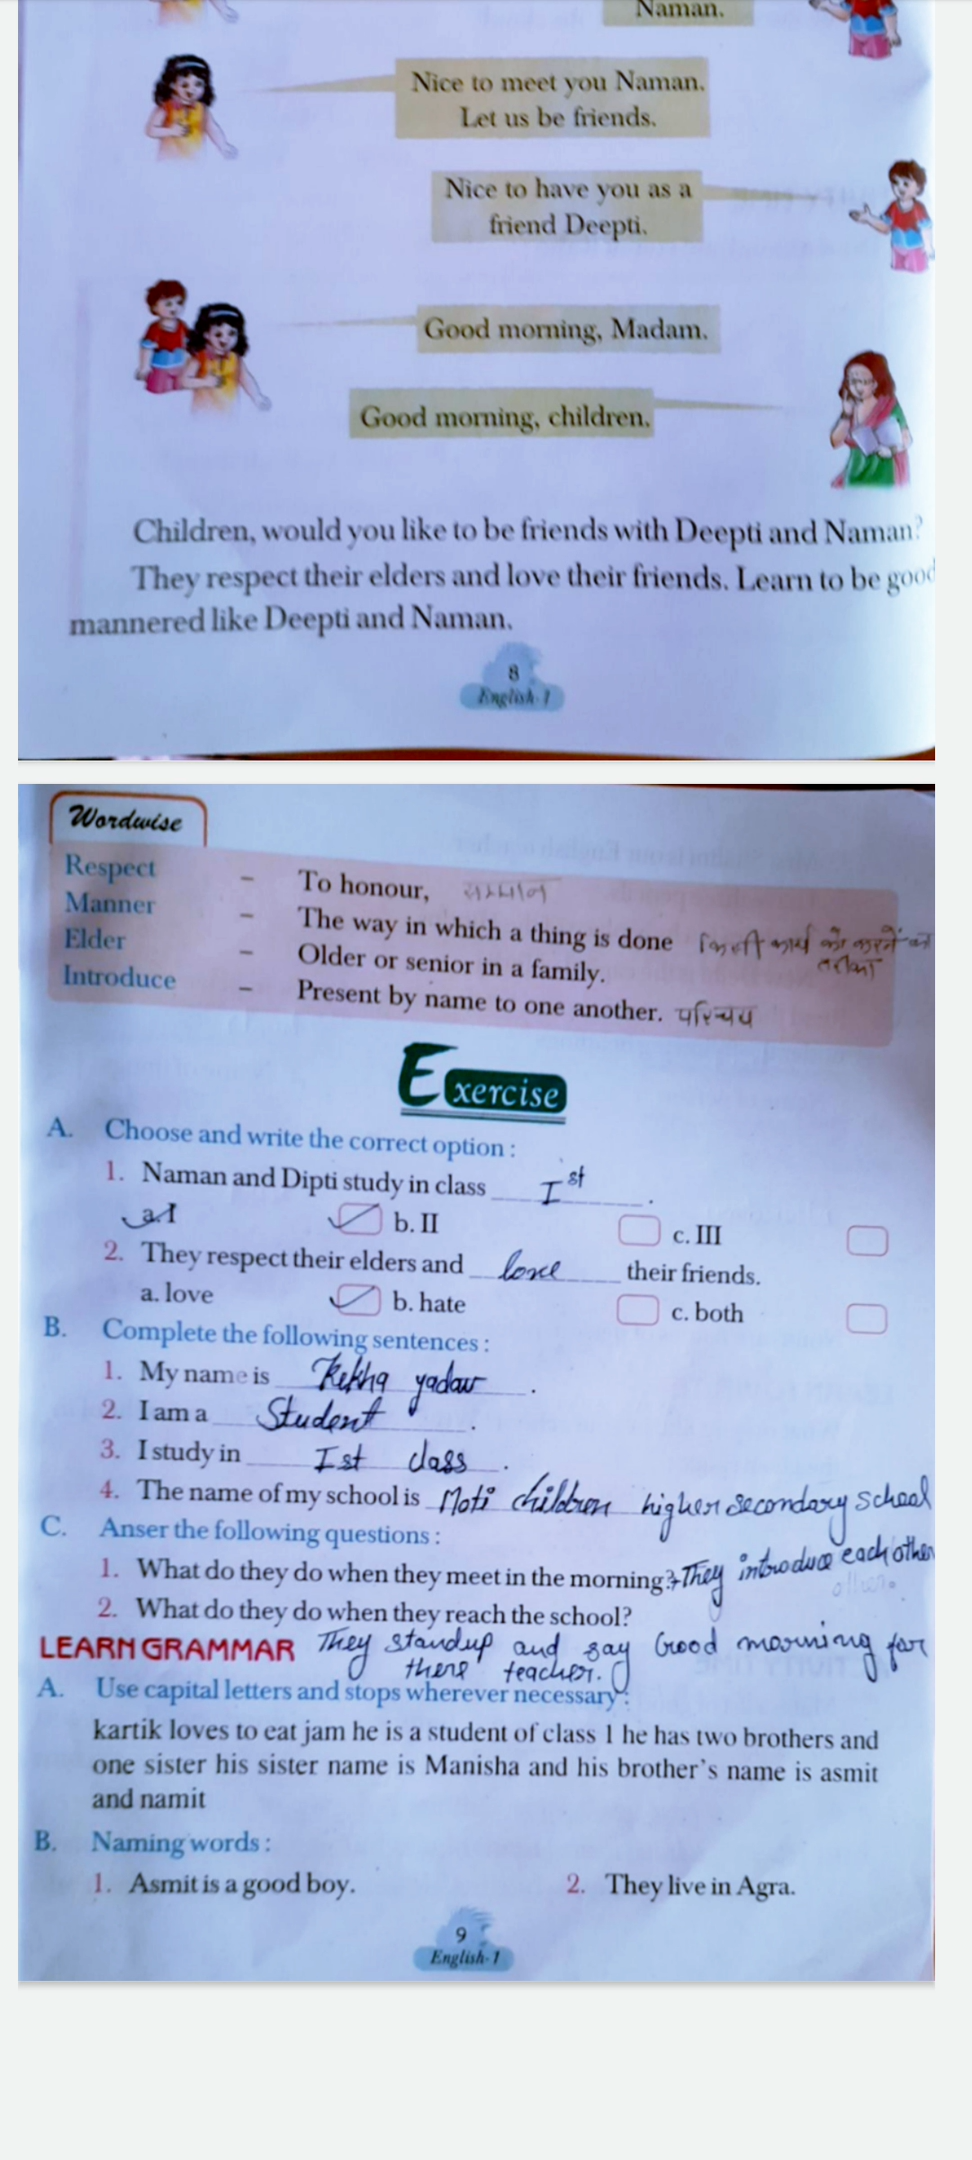 Naman.
Nice to meet you Naman.
Let us be friends.
Nice to have you as a
friend Deepti.
Good morning, Madam.
Good morning, children.
Children, would you like to be friends with Deepti and Naman?
They respect their elders and love their friends. Learn to be good
mannered like Deepti and Naman.
8
English-1
Wordwise
Respect – To honour, सम्मान
Manner – The way in which a thing is done किसी कार्य को करने का
तरीका
Elder – Older or senior in a family.
Introduce – Present by name to one another. परिचय
Exercise
A. Choose and write the correct option :
1. Naman and Dipti study in class Ist.
a. I b. II c. III
2. They respect their elders and love their friends.
a. love b. hate c. both
B. Complete the following sentences :
1. My name is yadav.
2. I am a Student.
3. I study in Ist class.
4. The name of my school is Moti children higher secondary school
C. Anser the following questions :
1. What do they do when they meet in the morning? They introduce each other
other.
2. What do they do when they reach the school?
They standup and say Good morning for
there teacher.
LEARN GRAMMAR
A. Use capital letters and stops wherever necessary :
kartik loves to eat jam he is a student of class 1 he has two brothers and
one sister his sister name is Manisha and his brother's name is asmit
and namit
B. Naming words :
1. Asmit is a good boy. 2. They live in Agra.
9
English-1